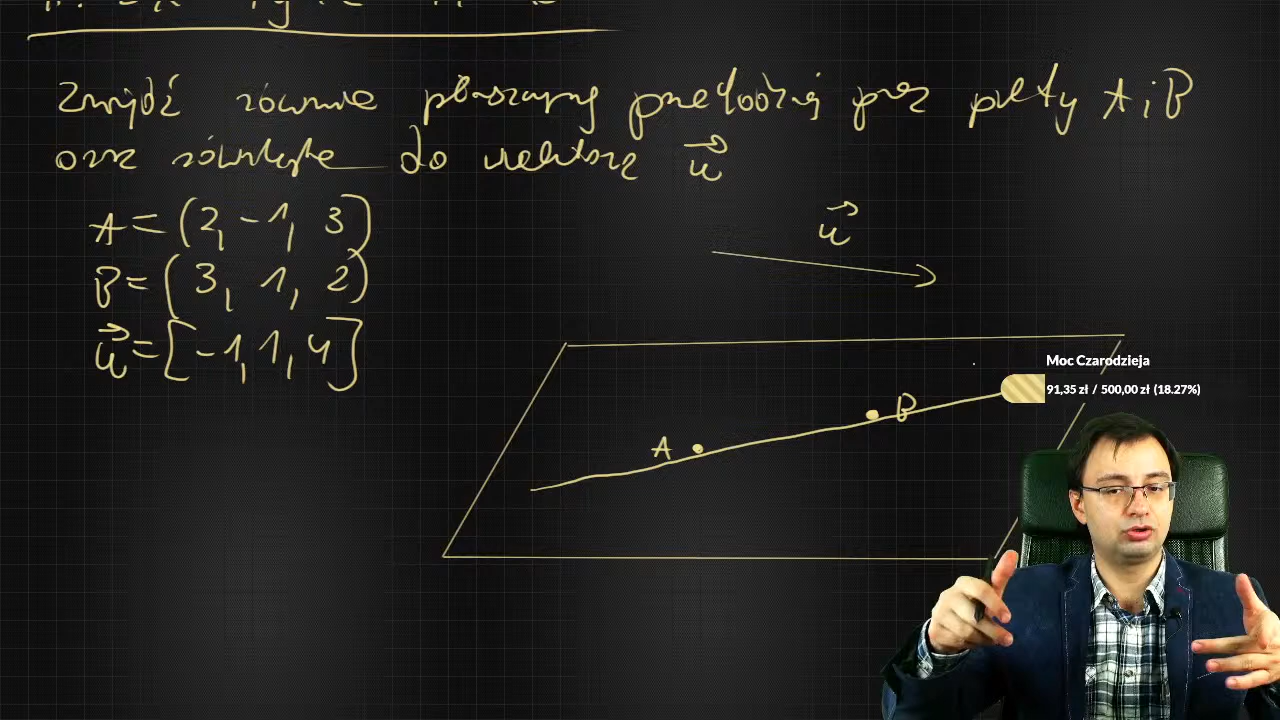 Znajdź równanie płaszczyzny przechodzącej przez punkty A i B
oraz równoległe do wektora u
A = (2, -1, 3)
B = (3, 1, 2)
u = [-1, 1, 4]
u
Moc Czarodzieja
91,35 zł / 500,00 zł (18.27%)
A
B